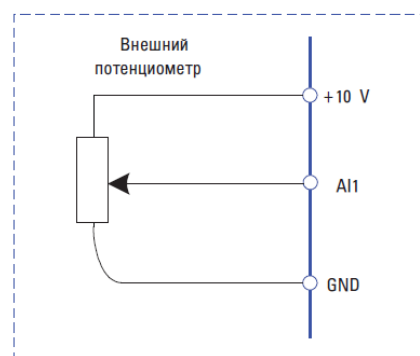 Внешний
потенциометр
+10 V
AI1
GND